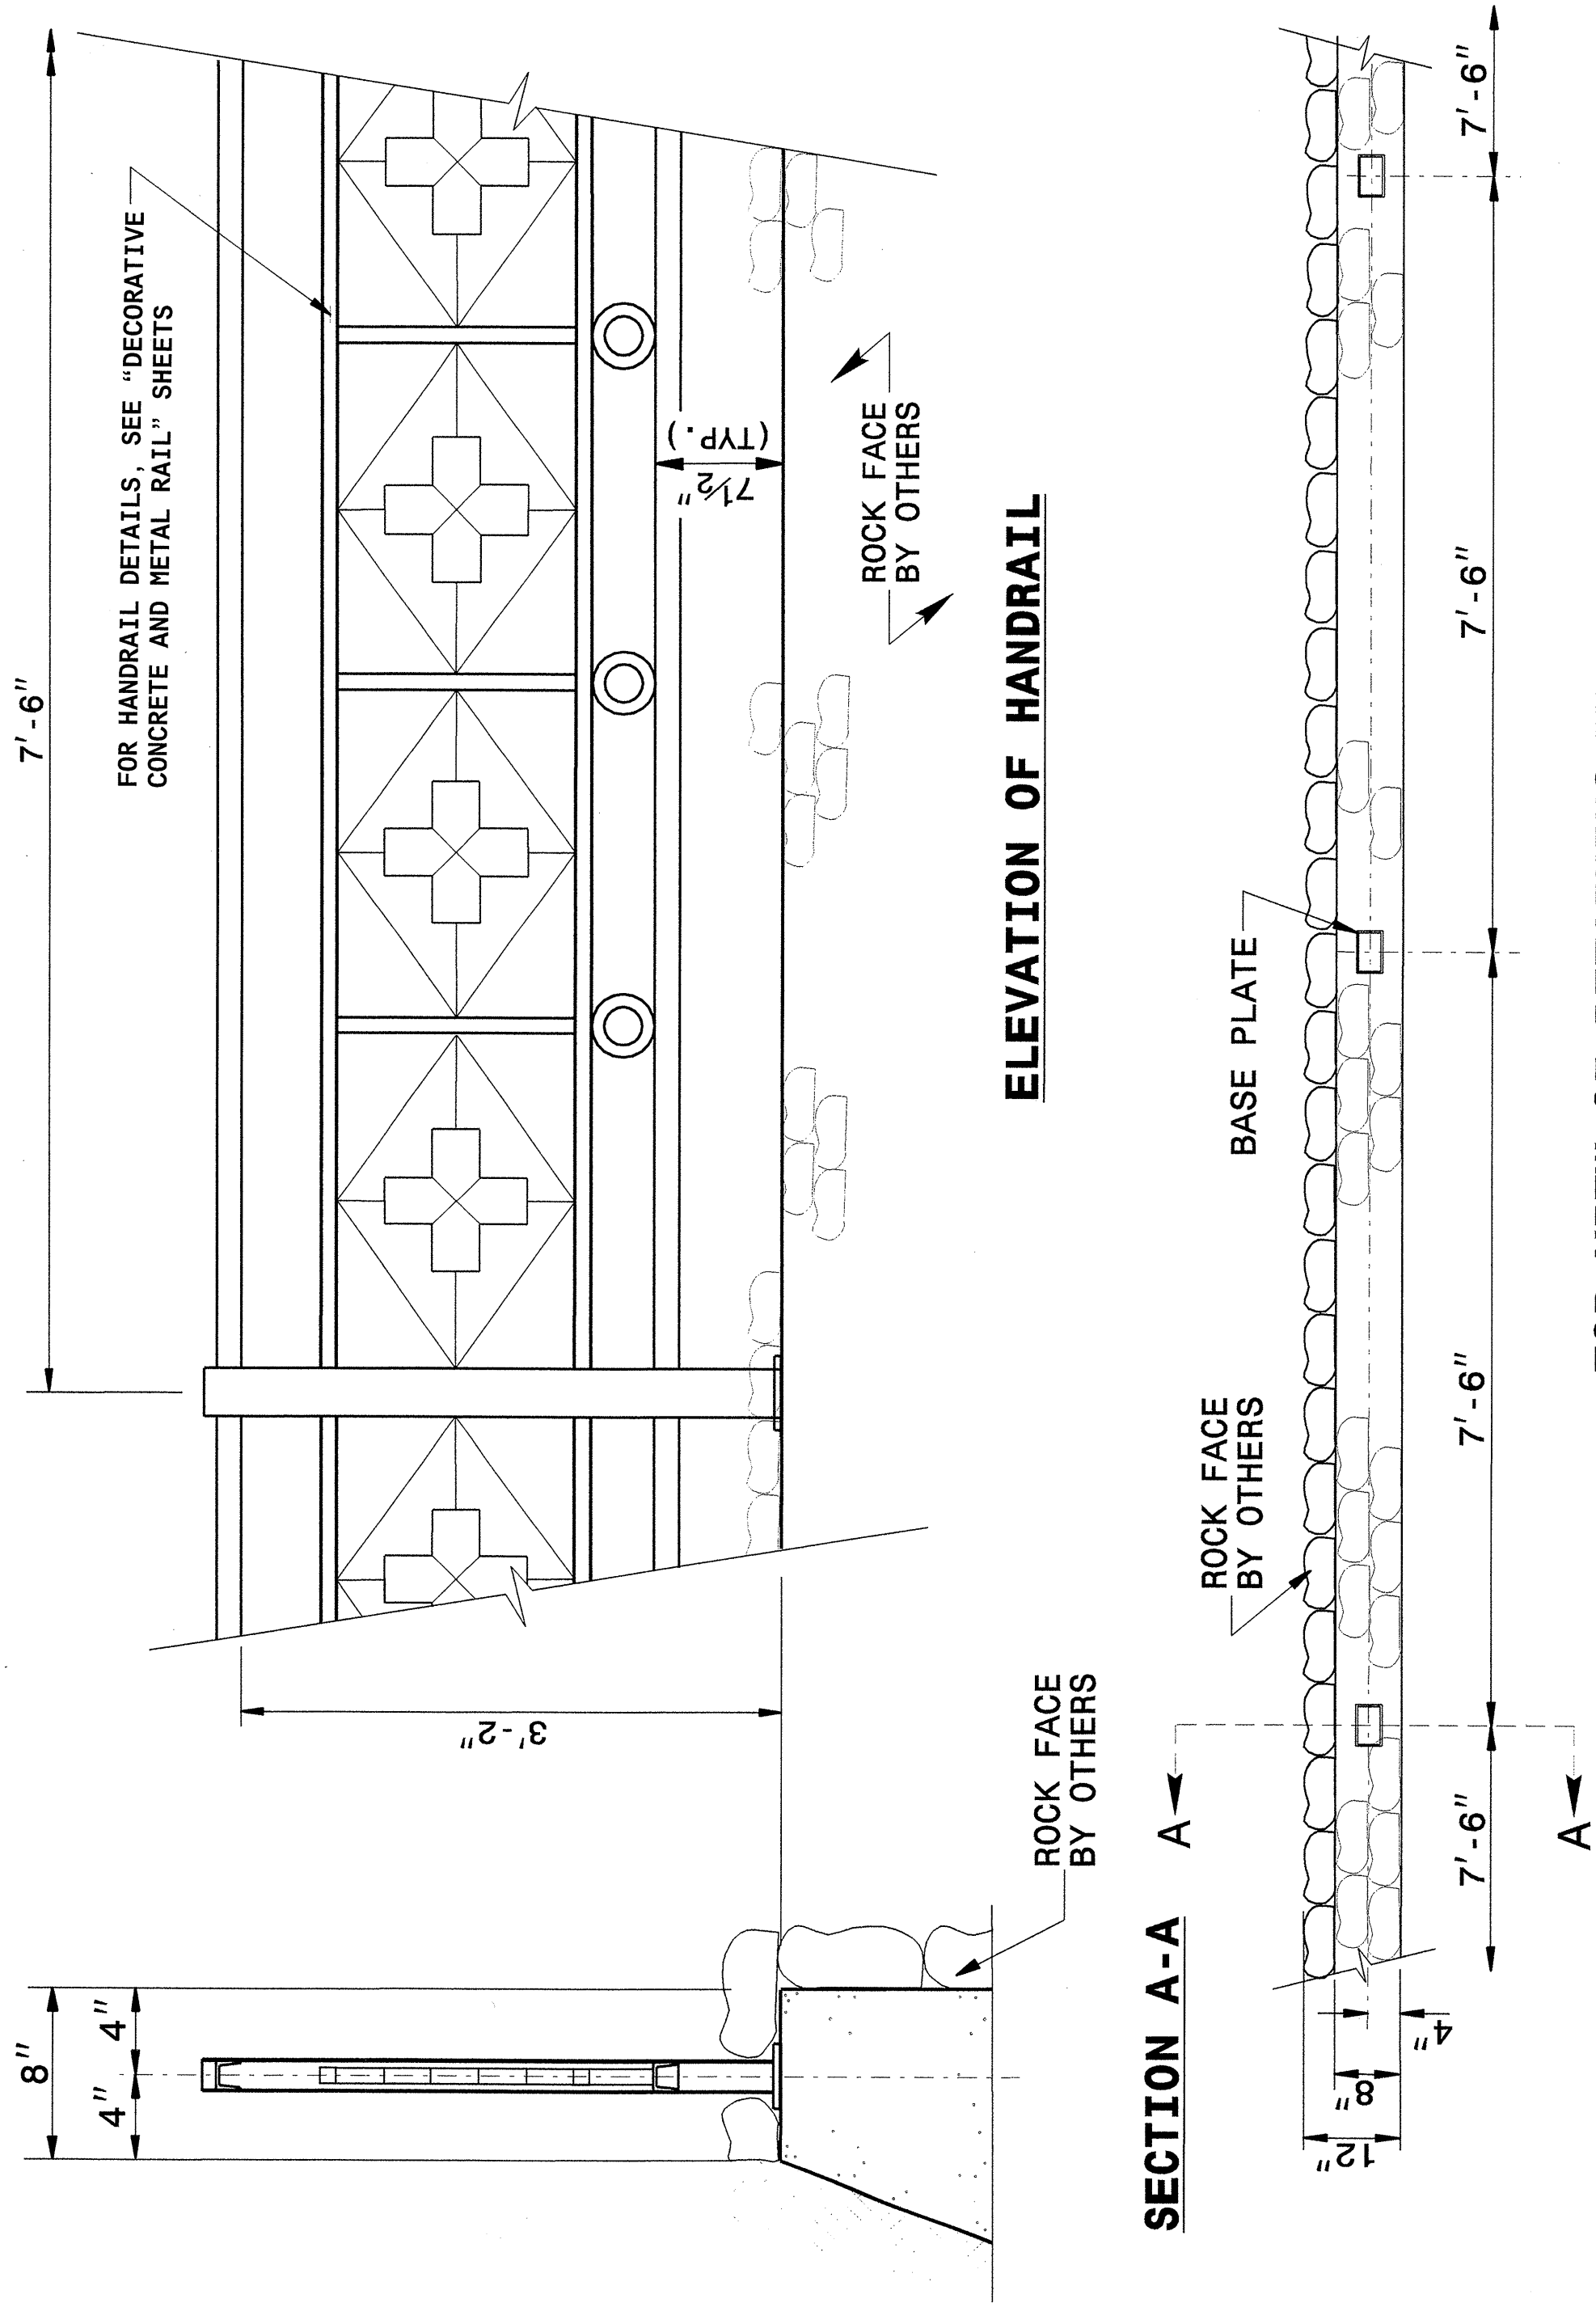 7'-6"
FOR HANDRAIL DETAILS, SEE "DECORATIVE
CONCRETE AND METAL RAIL" SHEETS
8"
4"
4"
3'-2"
7½"
(TYP.)
ROCK FACE
BY OTHERS
ROCK FACE
BY OTHERS
ELEVATION OF HANDRAIL
SECTION A-A
A
A
ROCK FACE
BY OTHERS
BASE PLATE
12"
8"
4"
7'-6"
7'-6"
7'-6"
7'-6"